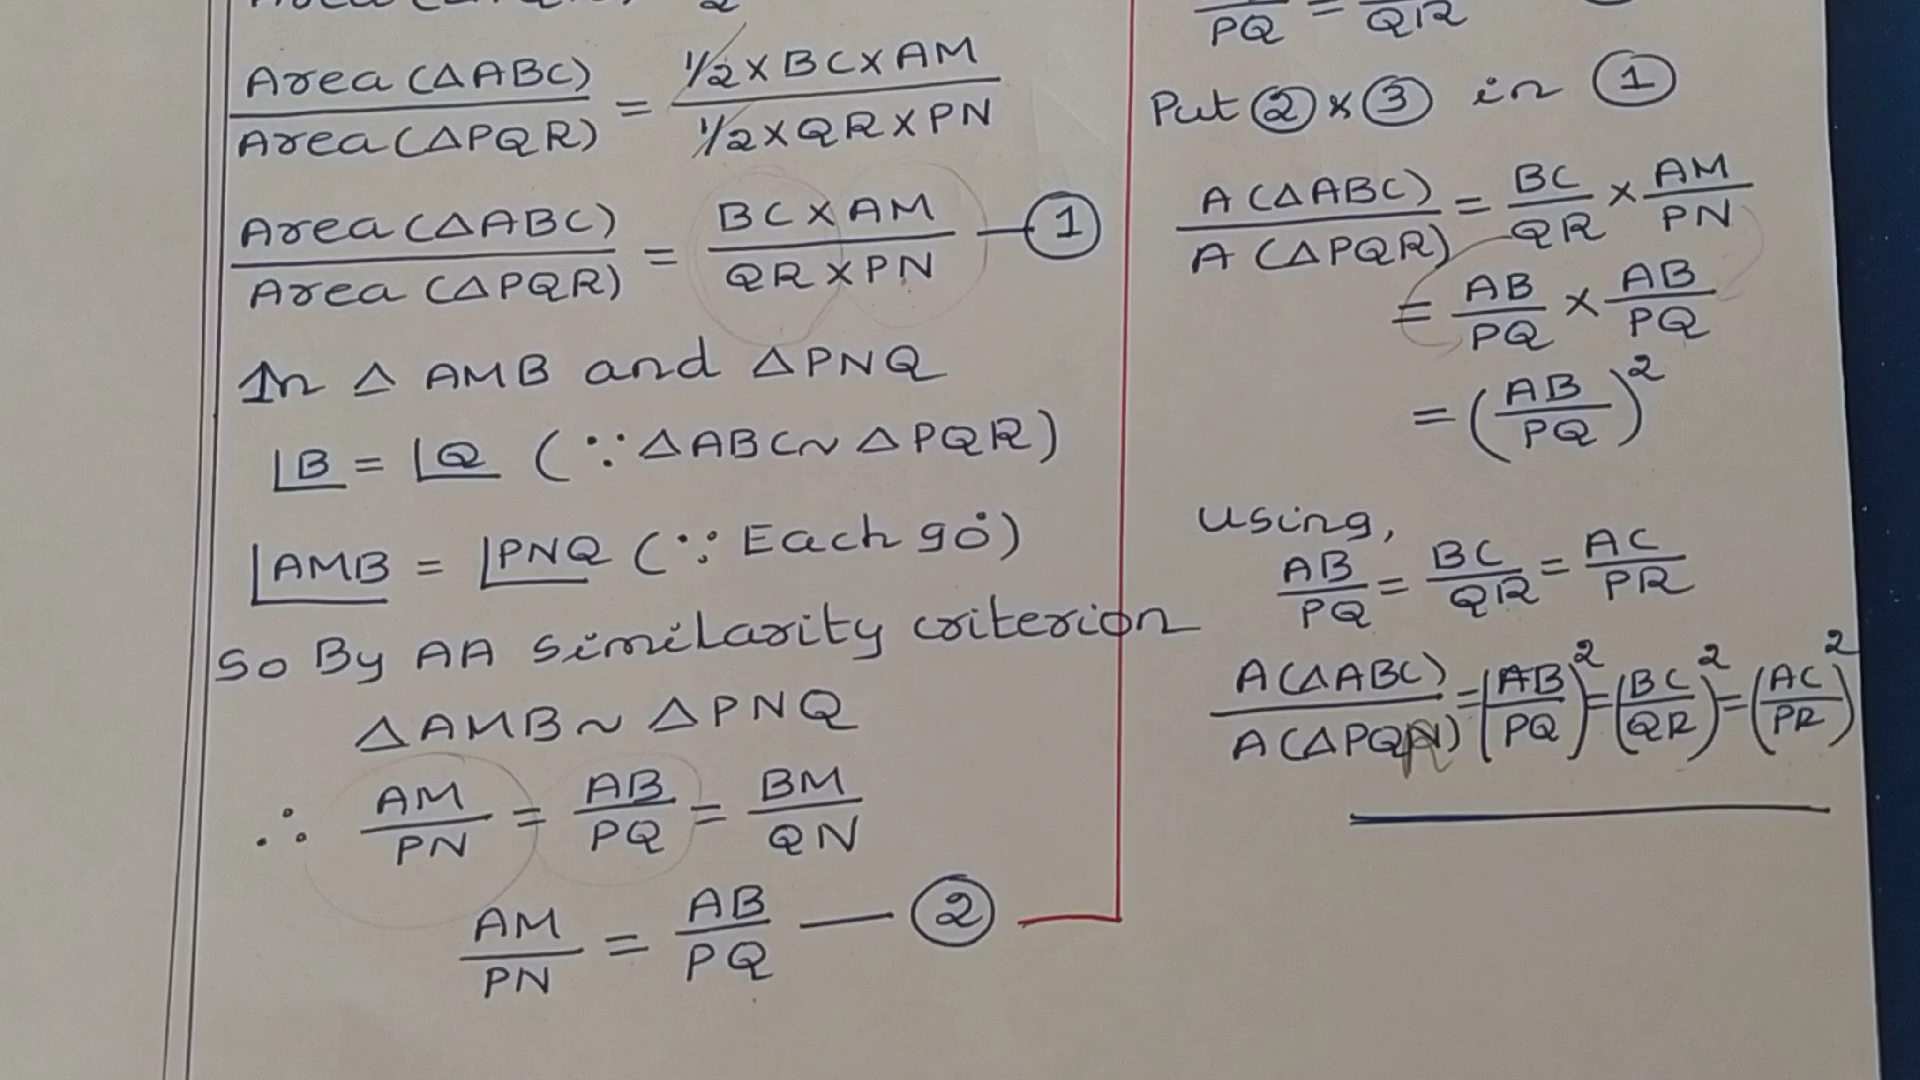 Area (△ABC) / Area (△PQR) = 1/2 × BC × AM / 1/2 × QR × PN
Area (△ABC) / Area (△PQR) = BC × AM / QR × PN — ①
In △ AMB and △PNQ
∠B = ∠Q (∵ △ABC ~ △PQR)
∠AMB = ∠PNQ (∵ Each 90°)
So By AA similarity criterion
△AMB ~ △PNQ
∴ AM/PN = AB/PQ = BM/QN
AM/PN = AB/PQ — ②
PQ = QR
Put ② × ③ in ①
A (△ABC) / A (△PQR) = BC/QR × AM/PN
= AB/PQ × AB/PQ
= (AB/PQ)²
Using,
AB/PQ = BC/QR = AC/PR
A (△ABC) / A (△PQR) = (AB/PQ)² = (BC/QR)² = (AC/PR)²